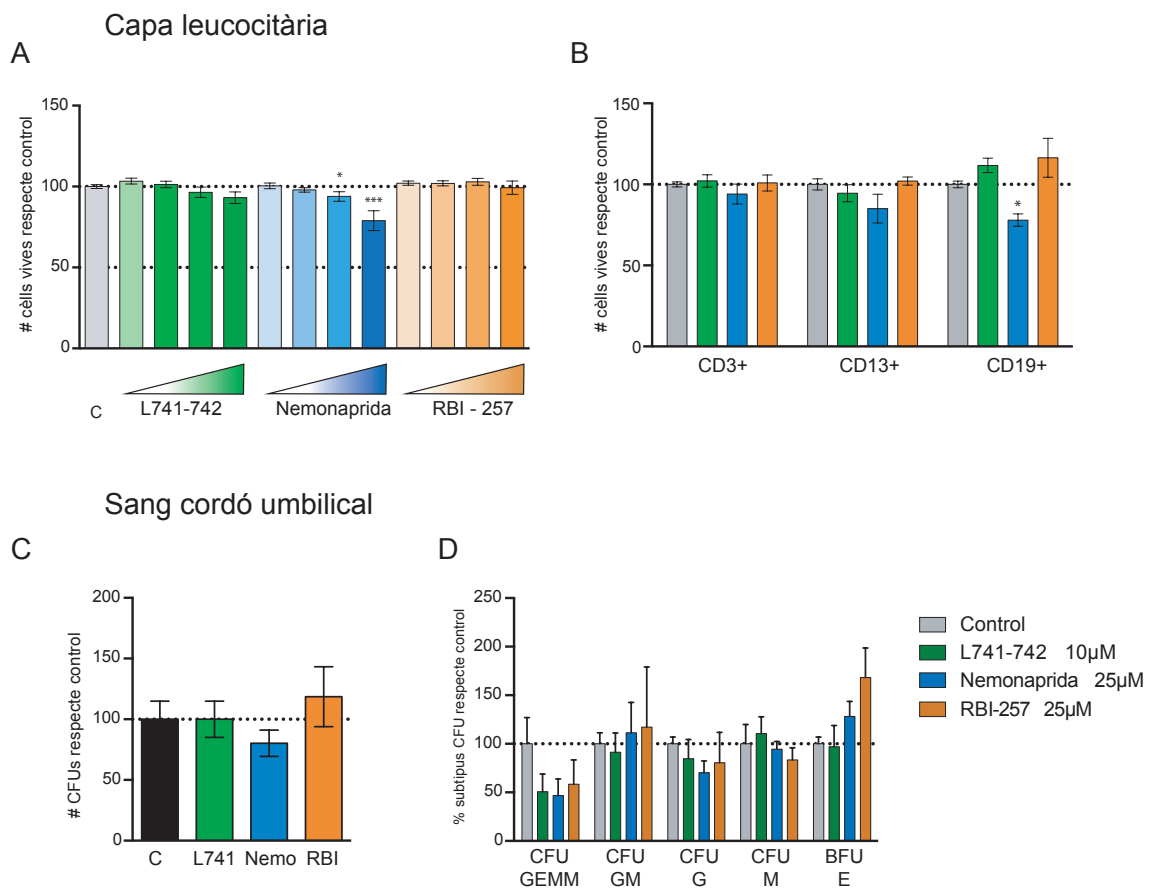 Capa leucocitària
A
B
# cèlls vives respecte control
150
100
50
0
*
***
C
L741-742
Nemonaprida
RBI - 257
# cèlls vives respecte control
150
100
50
0
*
CD3+
CD13+
CD19+
Sang cordó umbilical
C
D
# CFUs respecte control
200
150
100
50
0
C
L741
Nemo
RBI
% subtipus CFU respecte control
250
200
150
100
50
0
CFU
GEMM
CFU
GM
CFU
G
CFU
M
BFU
E
Control
L741-742 10µM
Nemonaprida 25µM
RBI-257 25µM